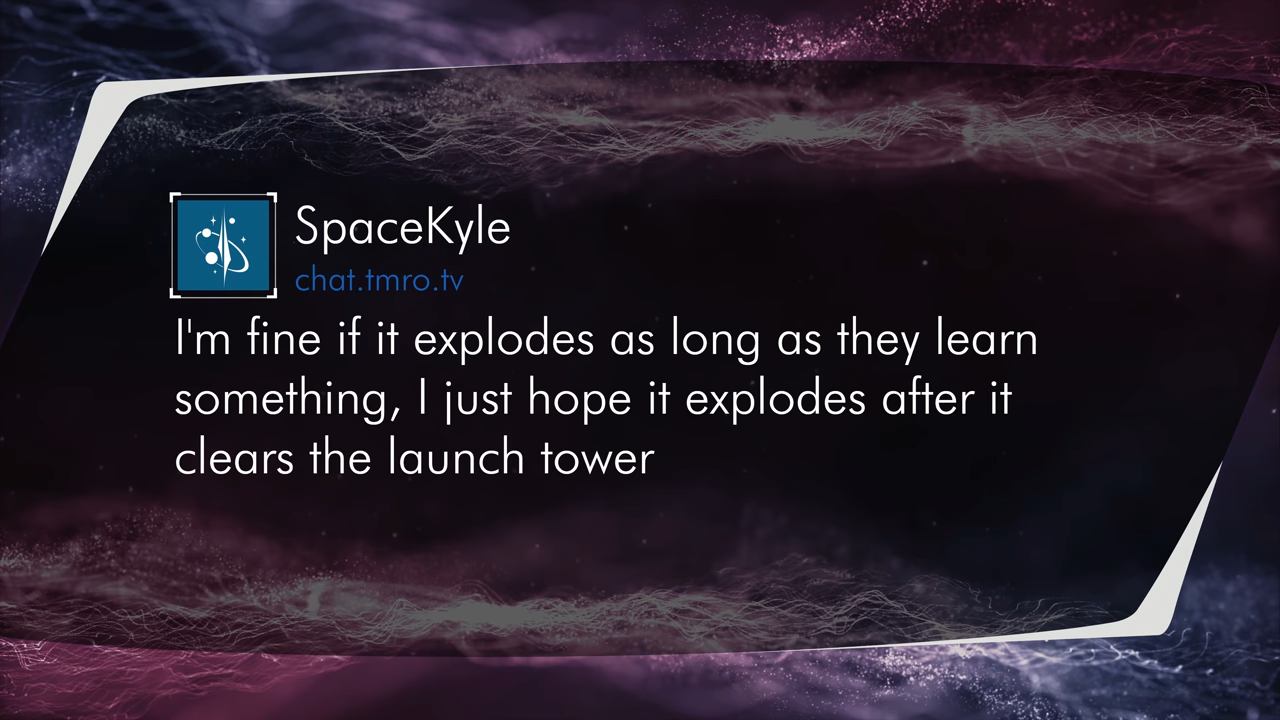 SpaceKyle
chat.tmro.tv
I'm fine if it explodes as long as they learn
something, I just hope it explodes after it
clears the launch tower